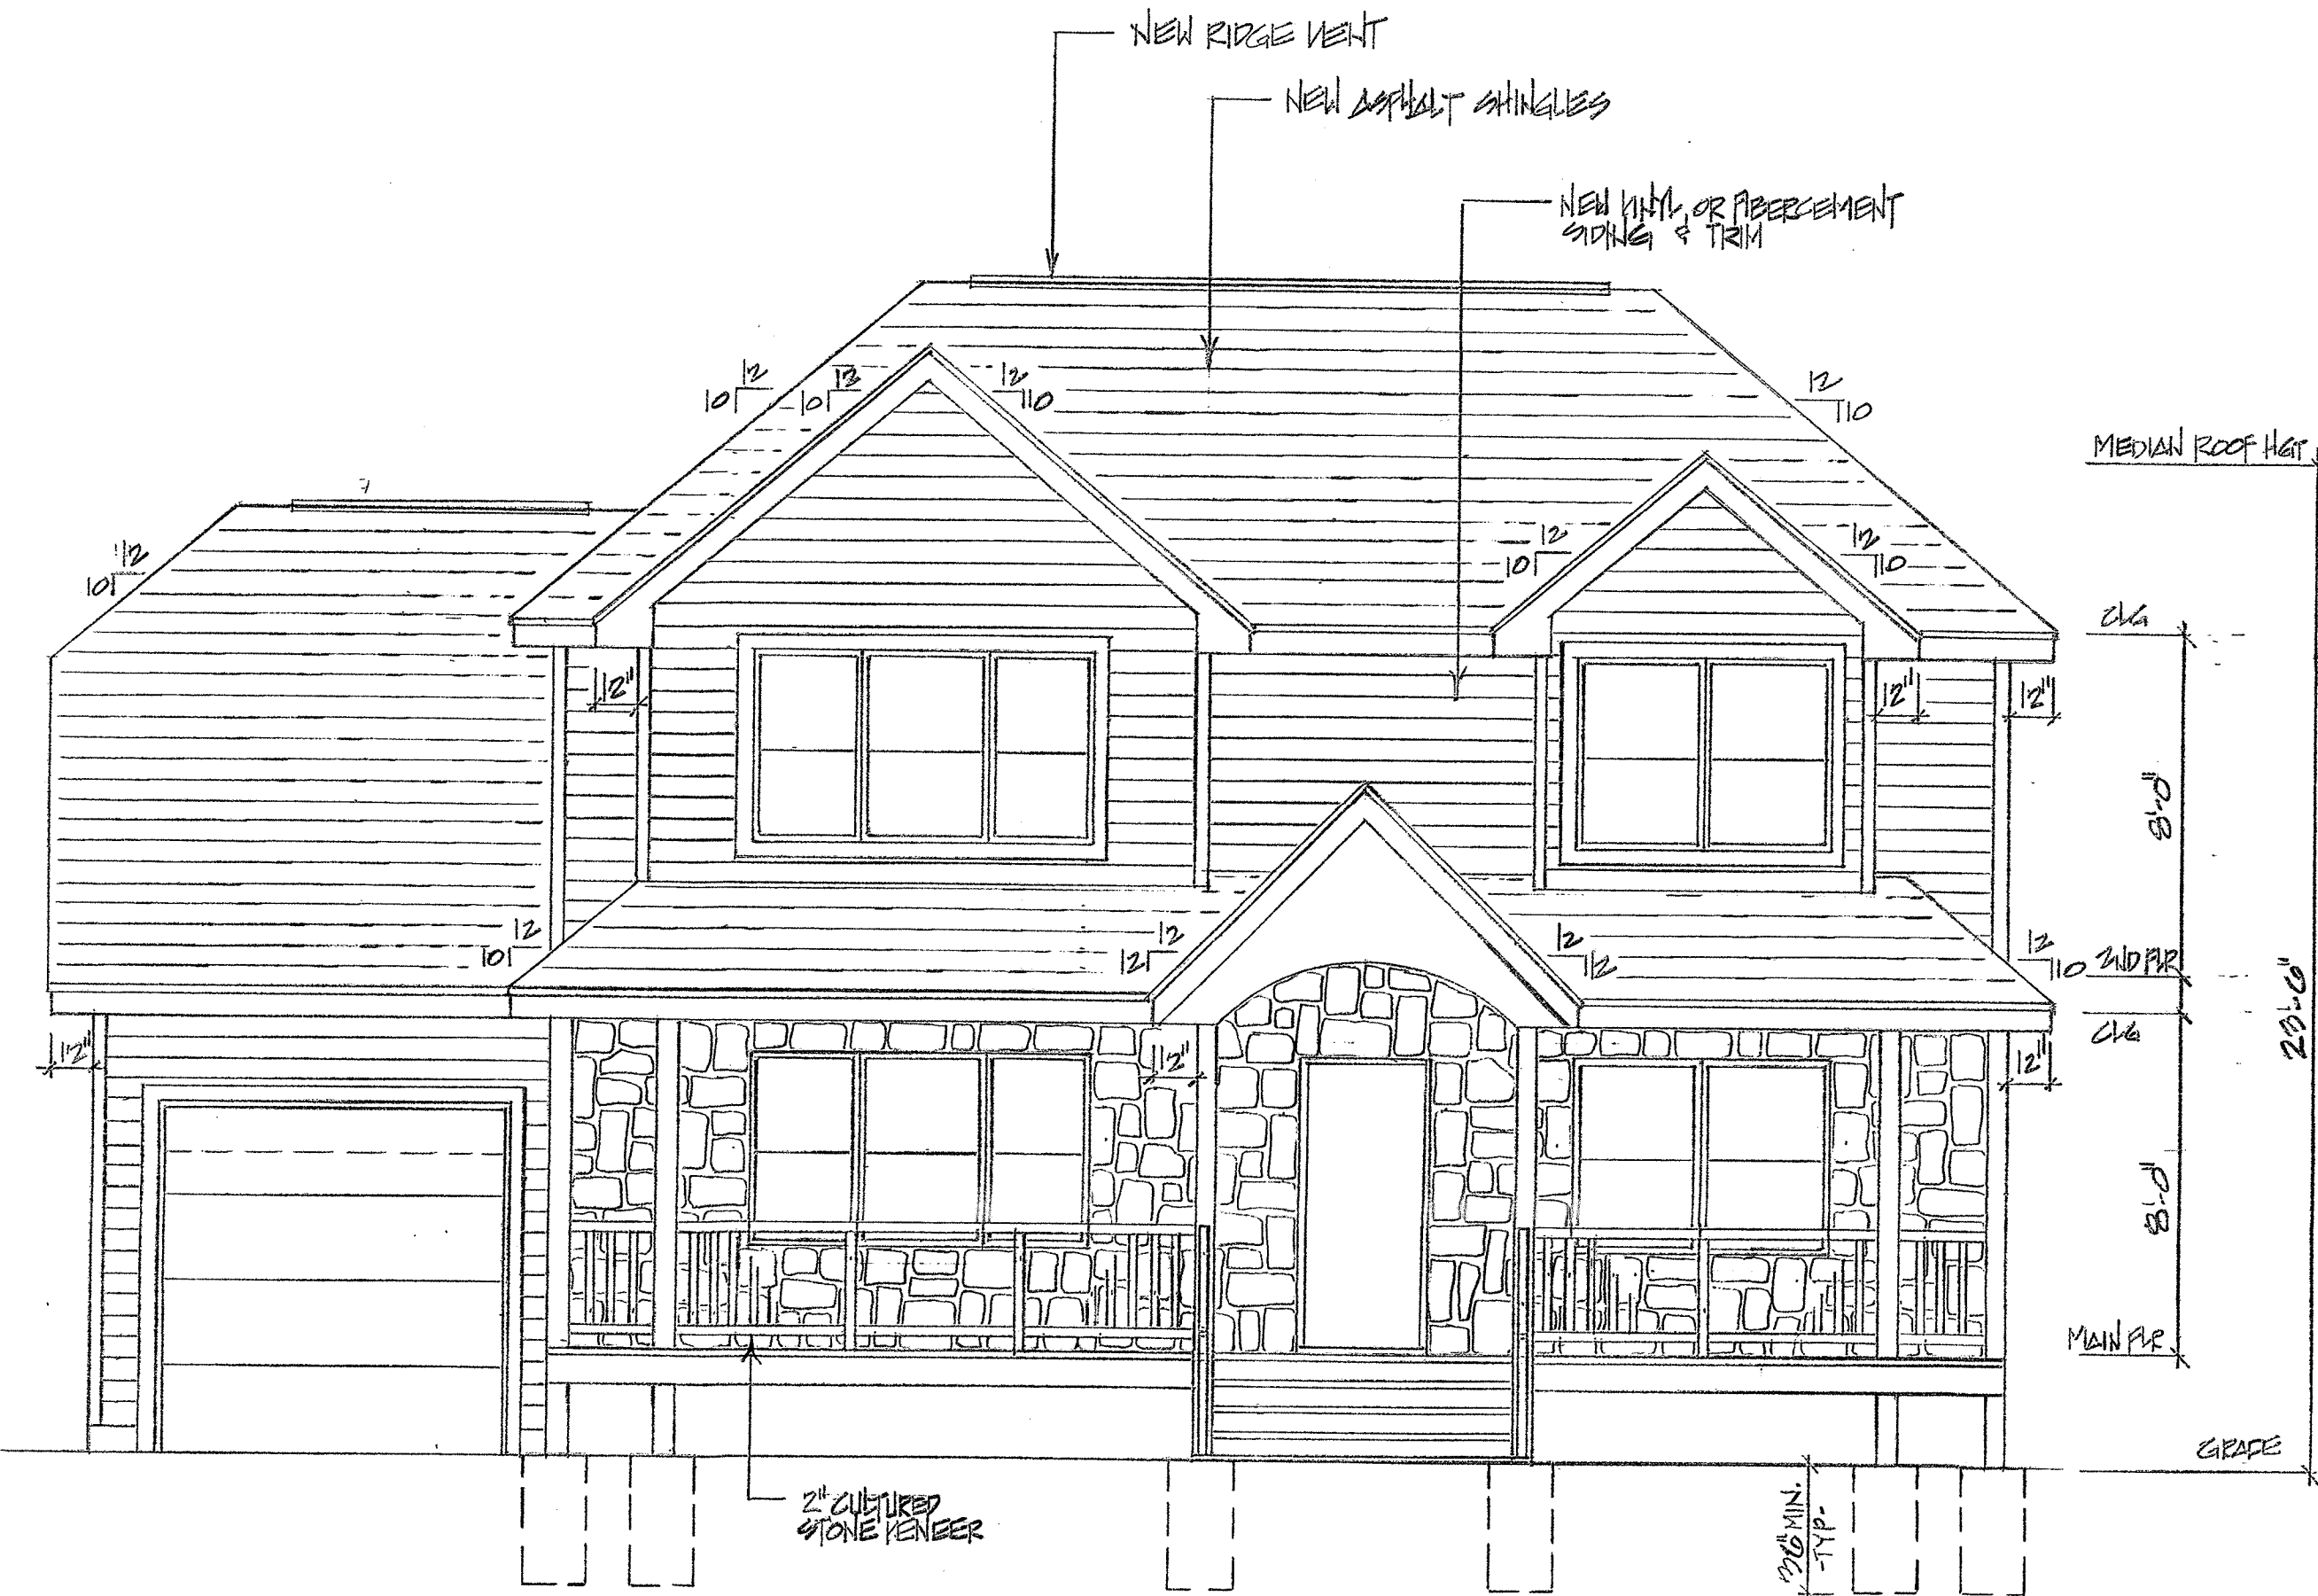 NEW RIDGE VENT
NEW ASPHALT SHINGLES
NEW VINYL OR FIBERCEMENT
SIDING & TRIM
12
10
12
10
12
10
12
10
MEDIAN ROOF HGT
12
10
12
10
12
10
CLG
12"
12"
12"
8'-0"
12
10
12
12
12
12
12
10
2ND FLR
23'-6"
CLG
12"
12"
12"
8'-0"
MAIN FLR
GRADE
2" CULTURED
STONE VENEER
36" MIN.
-TYP-